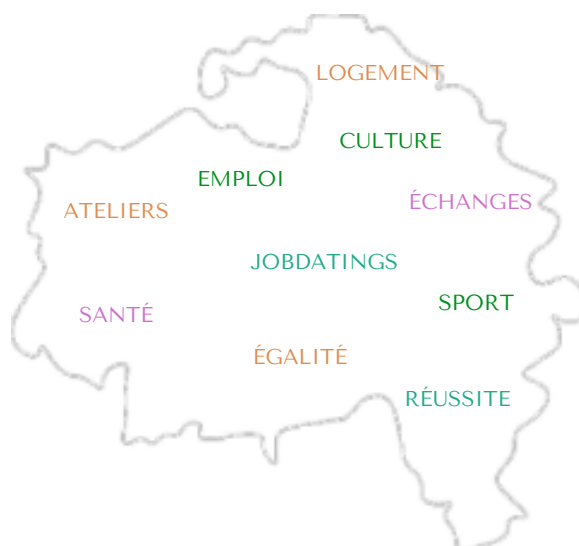 LOGEMENT
CULTURE
EMPLOI
ÉCHANGES
ATELIERS
JOBDATINGS
SPORT
SANTÉ
ÉGALITÉ
RÉUSSITE